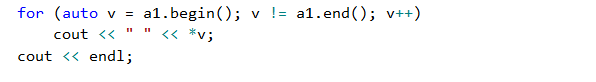 for (auto v = a1.begin(); v != a1.end(); v++)
    cout << " " << *v;
cout << endl;